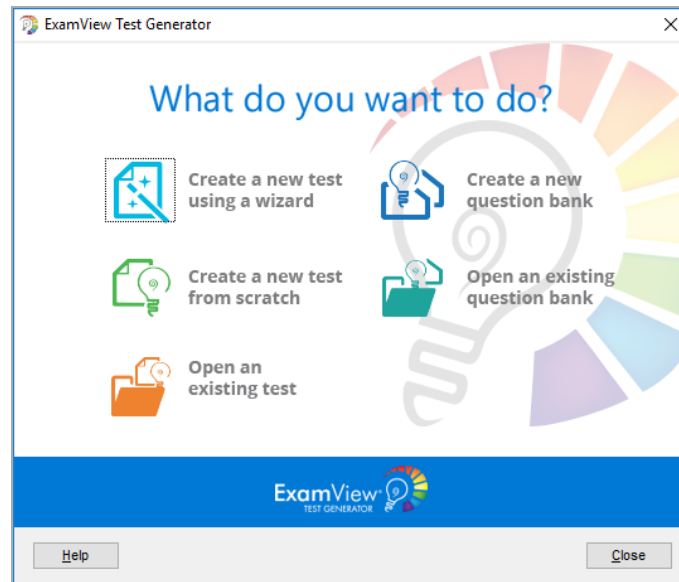 ExamView Test Generator
What do you want to do?
Create a new test
using a wizard
Create a new
question bank
Create a new test
from scratch
Open an existing
question bank
Open an
existing test
ExamView®
TEST GENERATOR
Help
Close